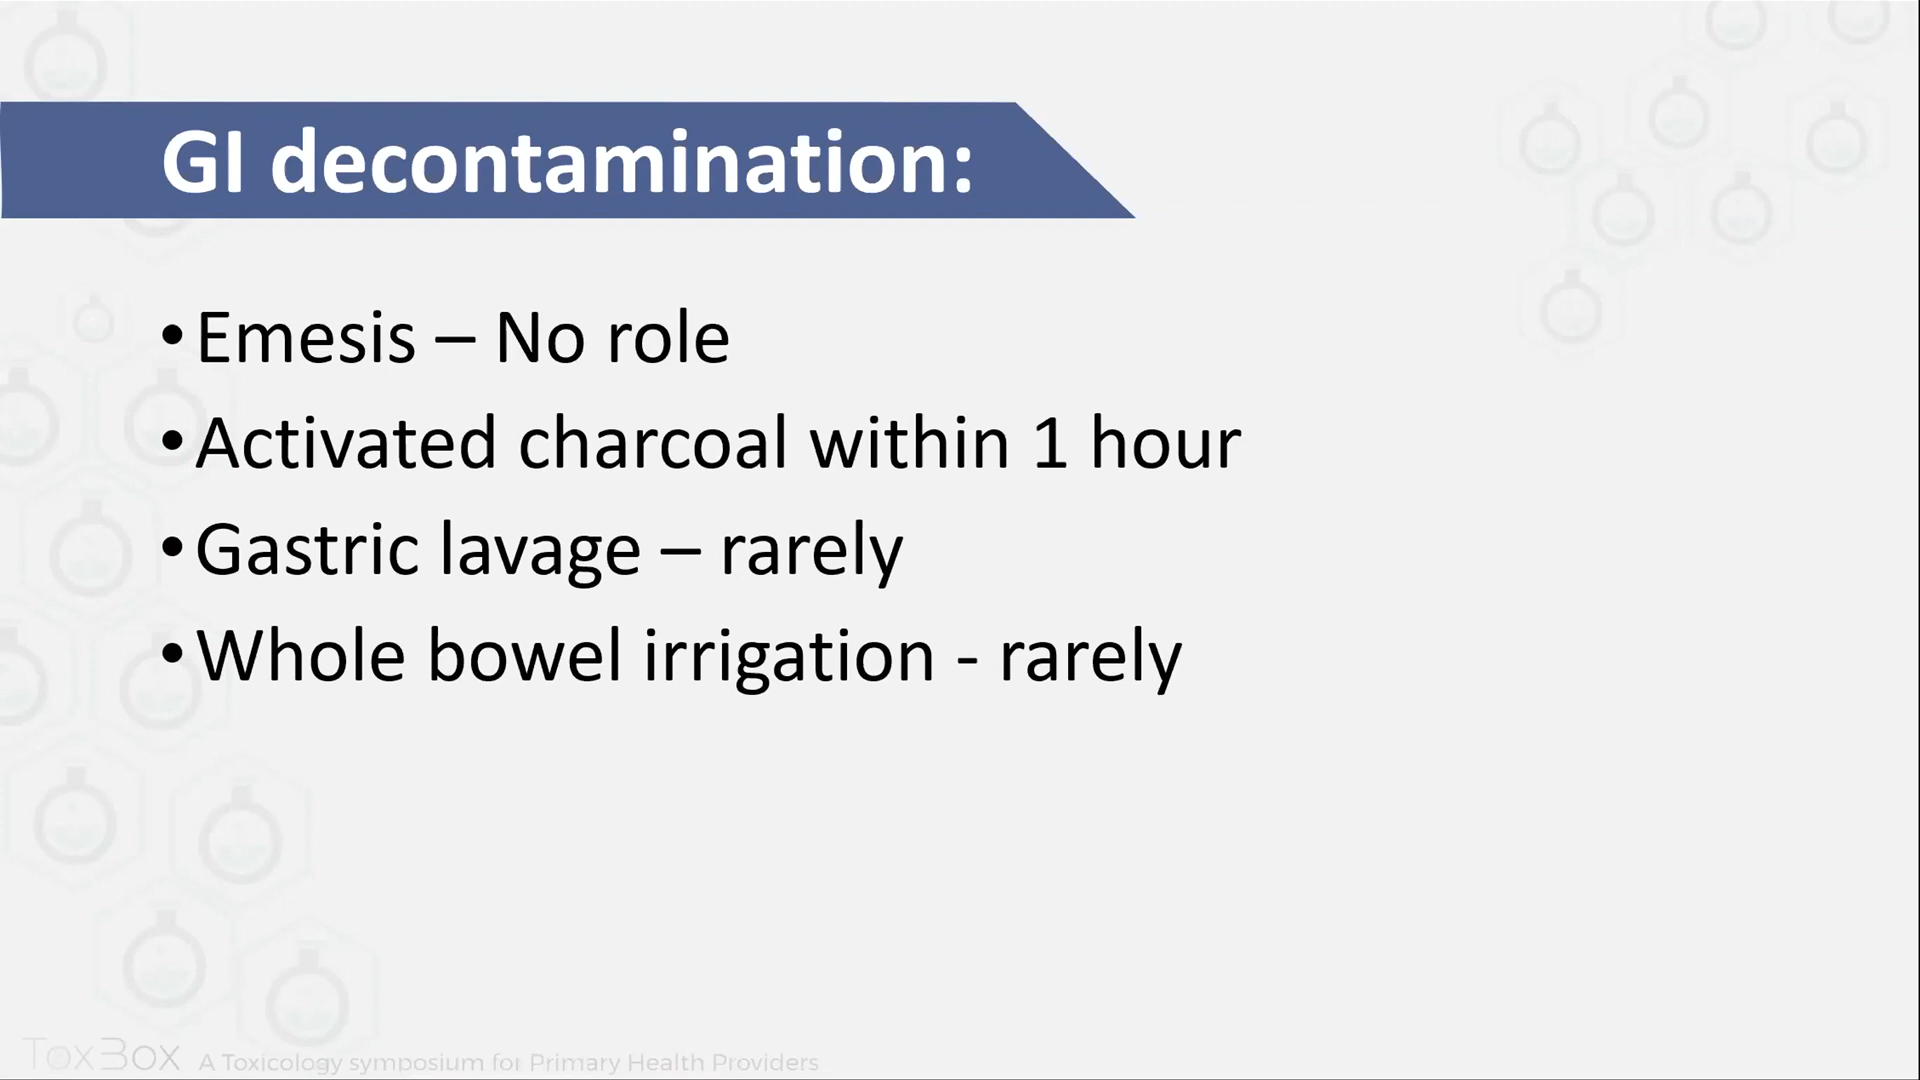 GI decontamination:
•Emesis – No role
•Activated charcoal within 1 hour
•Gastric lavage – rarely
•Whole bowel irrigation - rarely
ToxBox A Toxicology symposium for Primary Health Providers